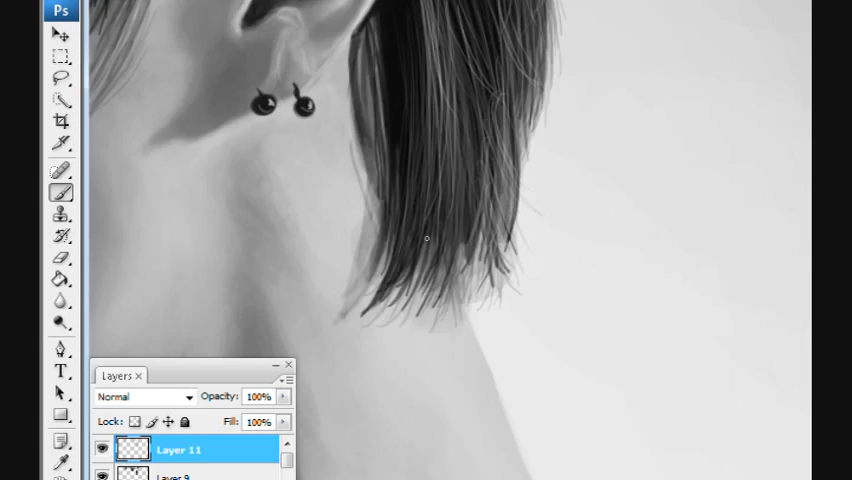 Ps
T
Layers ×
Normal Opacity: 100%
Lock: Fill: 100%
Layer 11
Layer 9